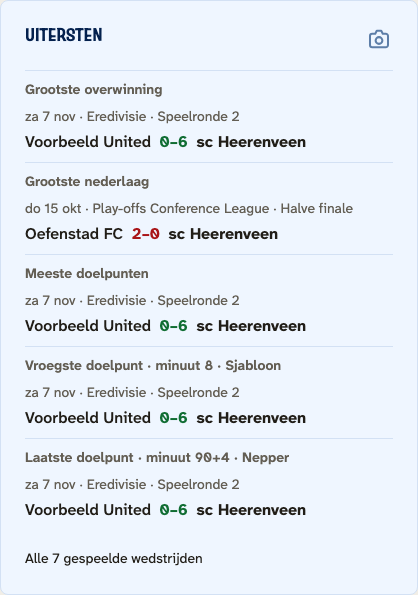 UITERSTEN
Grootste overwinning
za 7 nov · Eredivisie · Speelronde 2
Voorbeeld United 0–6 sc Heerenveen
Grootste nederlaag
do 15 okt · Play-offs Conference League · Halve finale
Oefenstad FC 2–0 sc Heerenveen
Meeste doelpunten
za 7 nov · Eredivisie · Speelronde 2
Voorbeeld United 0–6 sc Heerenveen
Vroegste doelpunt · minuut 8 · Sjabloon
za 7 nov · Eredivisie · Speelronde 2
Voorbeeld United 0–6 sc Heerenveen
Laatste doelpunt · minuut 90+4 · Nepper
za 7 nov · Eredivisie · Speelronde 2
Voorbeeld United 0–6 sc Heerenveen
Alle 7 gespeelde wedstrijden